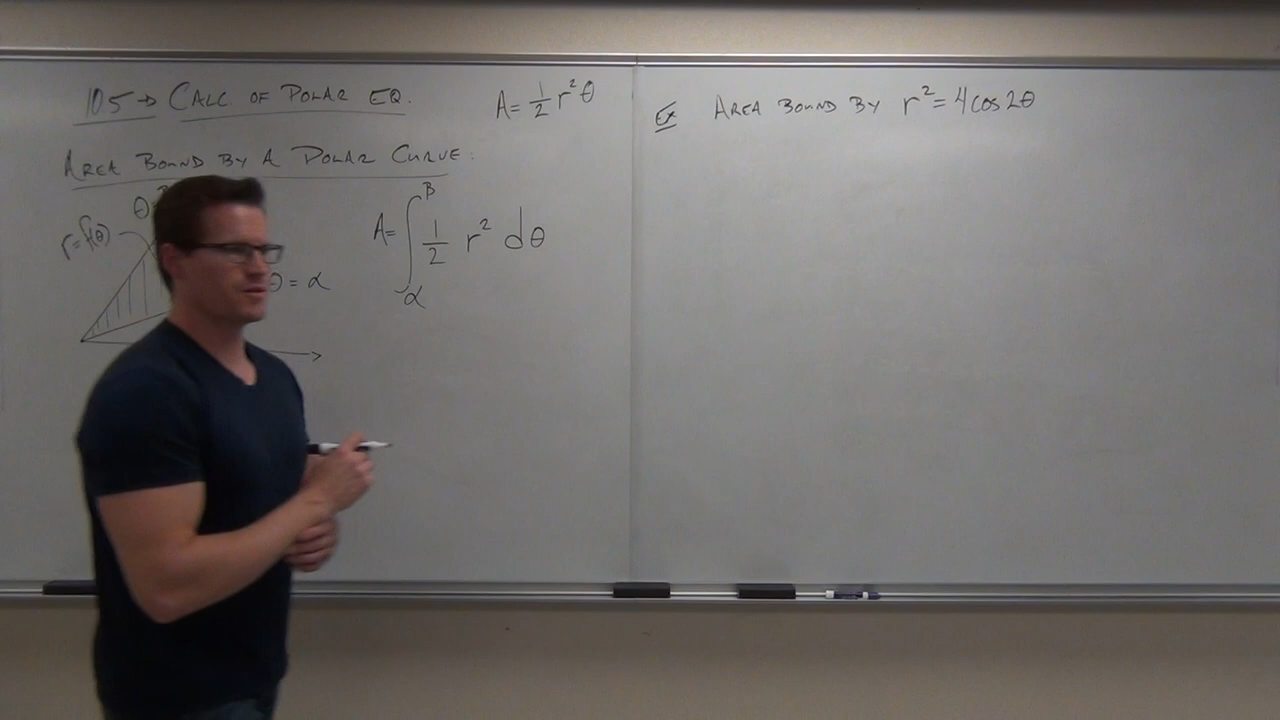 10.5 → CALC. OF POLAR EQ.
A = 1/2 r² θ
AREA BOUND BY A POLAR CURVE:
θ
r = f(θ)
θ = α
A = ∫_α^β 1/2 r² dθ
Ex AREA BOUND BY r² = 4cos2θ